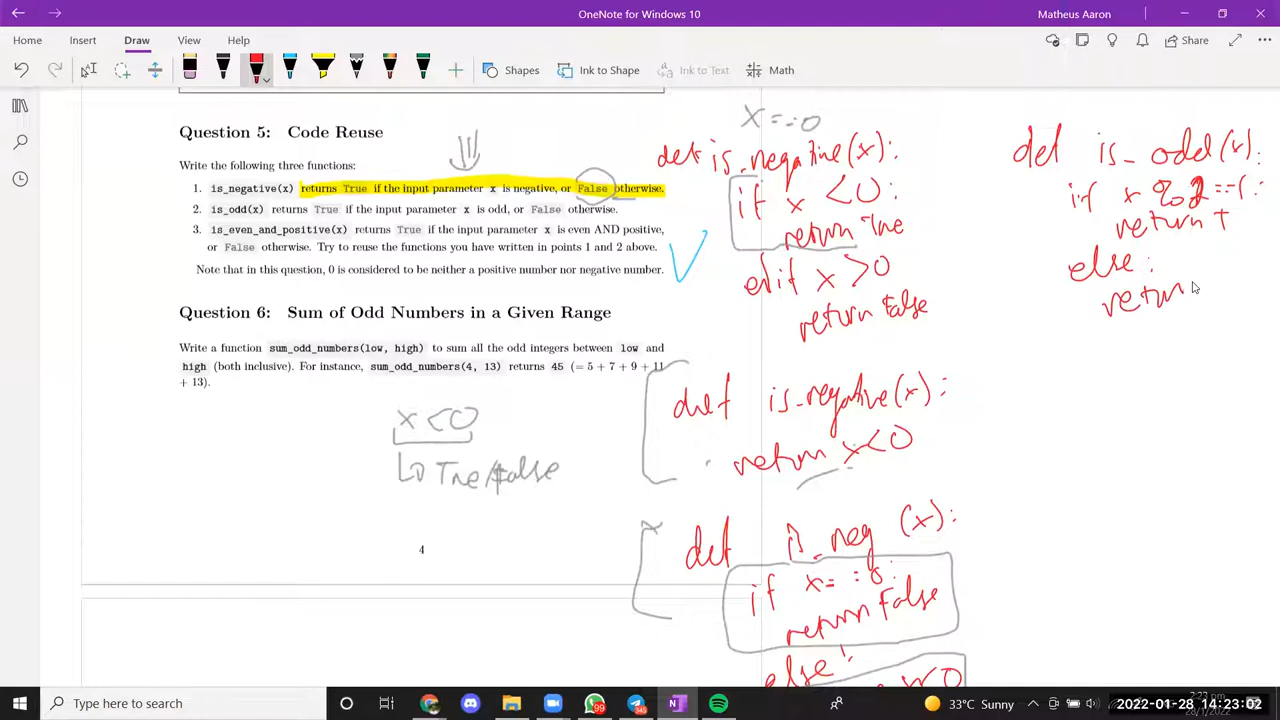 OneNote for Windows 10
Matheus Aaron
Home Insert Draw View Help
Share
Shapes
Ink to Shape
Ink to Text
Math
Question 5: Code Reuse
Write the following three functions:
1. is_negative(x) returns True if the input parameter x is negative, or False otherwise.
2. is_odd(x) returns True if the input parameter x is odd, or False otherwise.
3. is_even_and_positive(x) returns True if the input parameter x is even AND positive,
or False otherwise. Try to reuse the functions you have written in points 1 and 2 above.
Note that in this question, 0 is considered to be neither a positive number nor negative number.
Question 6: Sum of Odd Numbers in a Given Range
Write a function sum_odd_numbers(low, high) to sum all the odd integers between low and
high (both inclusive). For instance, sum_odd_numbers(4, 13) returns 45 (= 5 + 7 + 9 + 11
+ 13).
x < 0
True/False
4
x == 0
def is_negative(x):
if x < 0:
return True
elif x > 0
return False
def is_negative(x):
return x < 0
def is_neg (x):
if x == 0:
return False
else:
def is_odd(x):
if x % 2 == 1:
return T
else:
return
Type here to search
99
33°C Sunny
2022-01-28 14:23:02